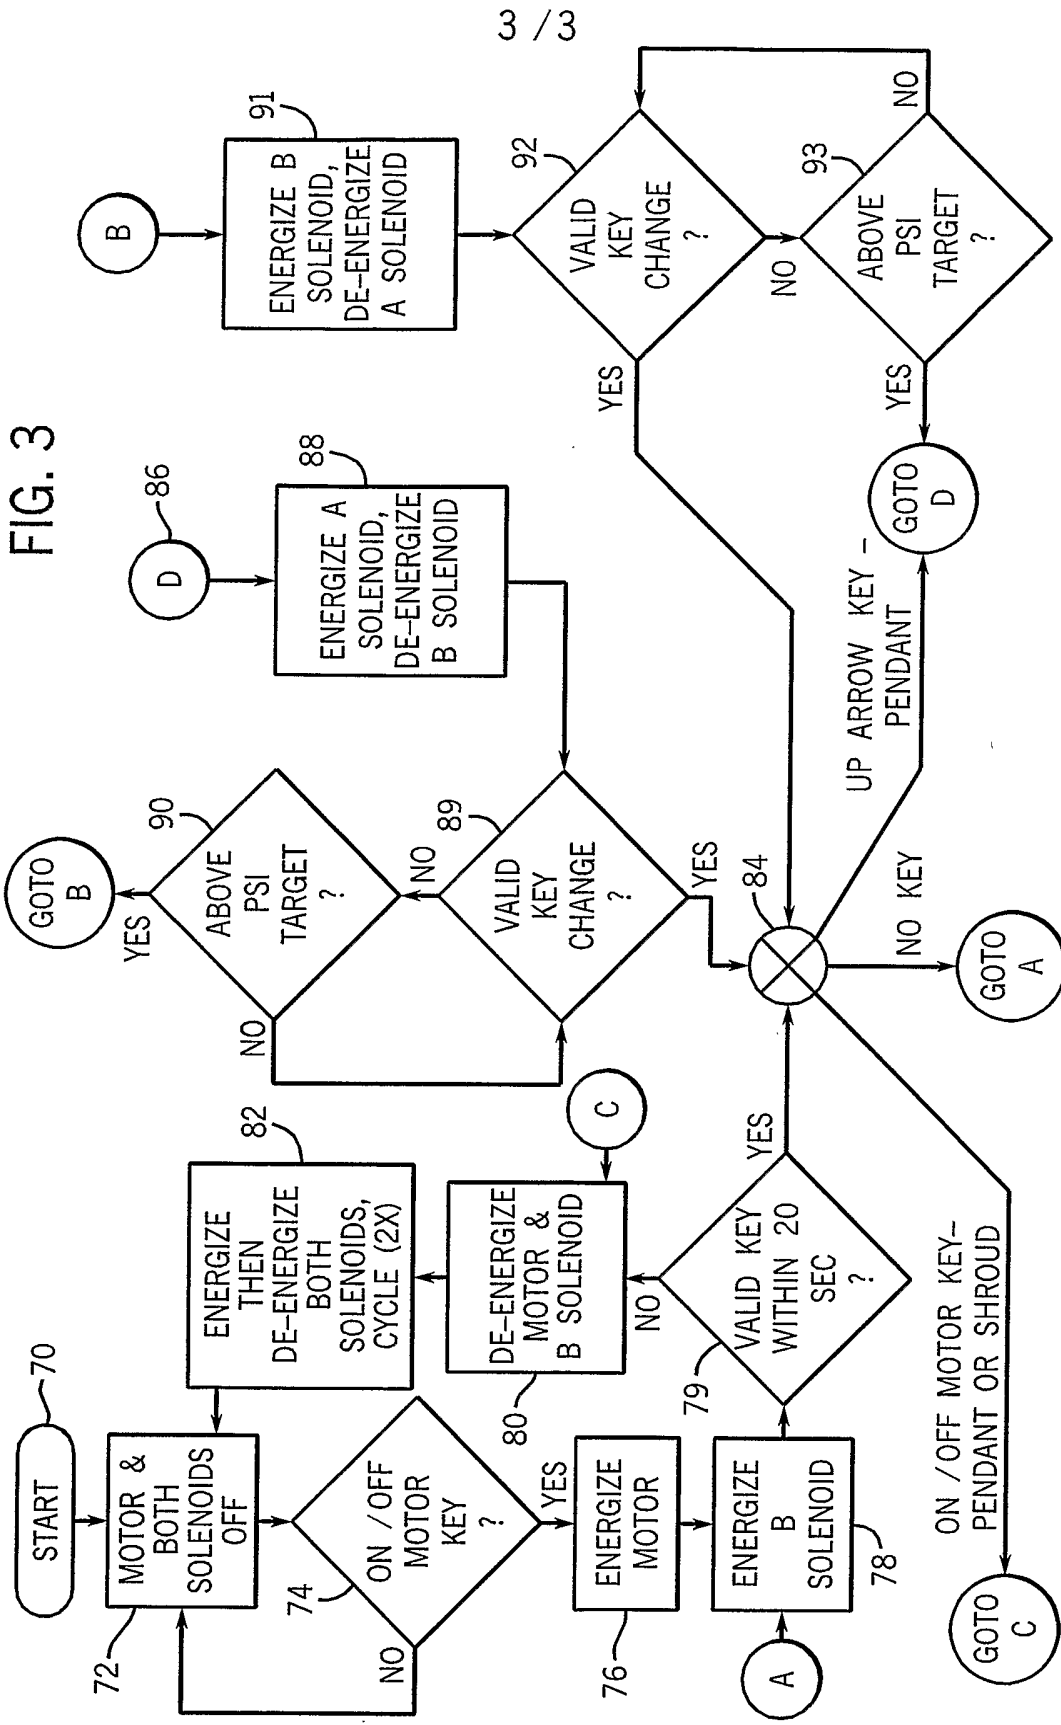 3 / 3
FIG. 3
START
70
MOTOR &
BOTH
SOLENOIDS
OFF
72
ON / OFF
MOTOR
KEY
?
74
NO
YES
ENERGIZE
MOTOR
76
A
ENERGIZE
B
SOLENOID
78
VALID KEY
WITHIN 20
SEC
?
79
NO
YES
DE-ENERGIZE
MOTOR &
B SOLENOID
80
C
ENERGIZE
THEN
DE-ENERGIZE
BOTH
SOLENOIDS,
CYCLE (2X)
82
84
ON / OFF MOTOR KEY-
PENDANT OR SHROUD
GOTO
C
NO KEY
GOTO
A
UP ARROW KEY -
PENDANT
GOTO
D
D
86
ENERGIZE A
SOLENOID,
DE-ENERGIZE
B SOLENOID
88
VALID
KEY
CHANGE
?
89
NO
YES
ABOVE
PSI
TARGET
?
90
NO
YES
GOTO
B
B
ENERGIZE B
SOLENOID,
DE-ENERGIZE
A SOLENOID
91
VALID
KEY
CHANGE
?
92
YES
NO
ABOVE
PSI
TARGET
?
93
NO
YES